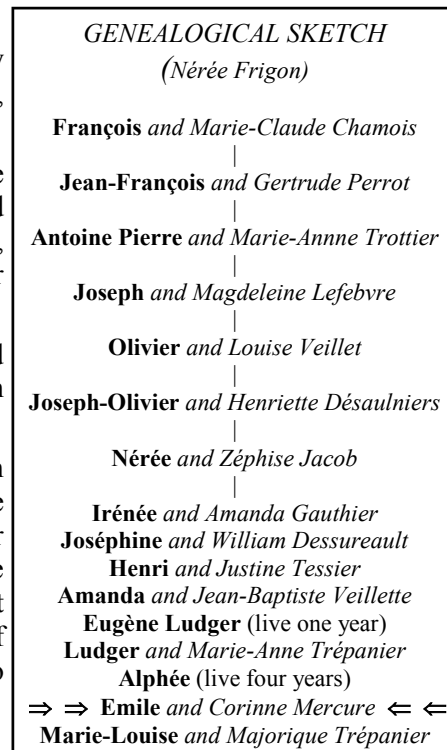 GENEALOGICAL SKETCH
(Nérée Frigon)
François and Marie-Claude Chamois
|
Jean-François and Gertrude Perrot
|
Antoine Pierre and Marie-Annne Trottier
|
Joseph and Magdeleine Lefebvre
|
Olivier and Louise Veillet
|
Joseph-Olivier and Henriette Désaulniers
|
Nérée and Zéphise Jacob
|
Irénée and Amanda Gauthier
Joséphine and William Dessureault
Henri and Justine Tessier
Amanda and Jean-Baptiste Veillette
Eugène Ludger (live one year)
Ludger and Marie-Anne Trépanier
Alphée (live four years)
⇒ ⇒ Emile and Corinne Mercure ⇐ ⇐
Marie-Louise and Majorique Trépanier